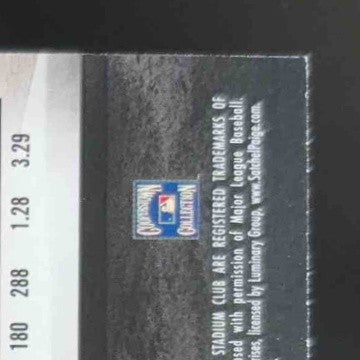 180 288 1.28 3.29
COOPERSTOWN
COLLECTION
STADIUM CLUB ARE REGISTERED TRADEMARKS OF
with permission of Major League Baseball
licensed by Luminary Group, www.SatchelPaige.com